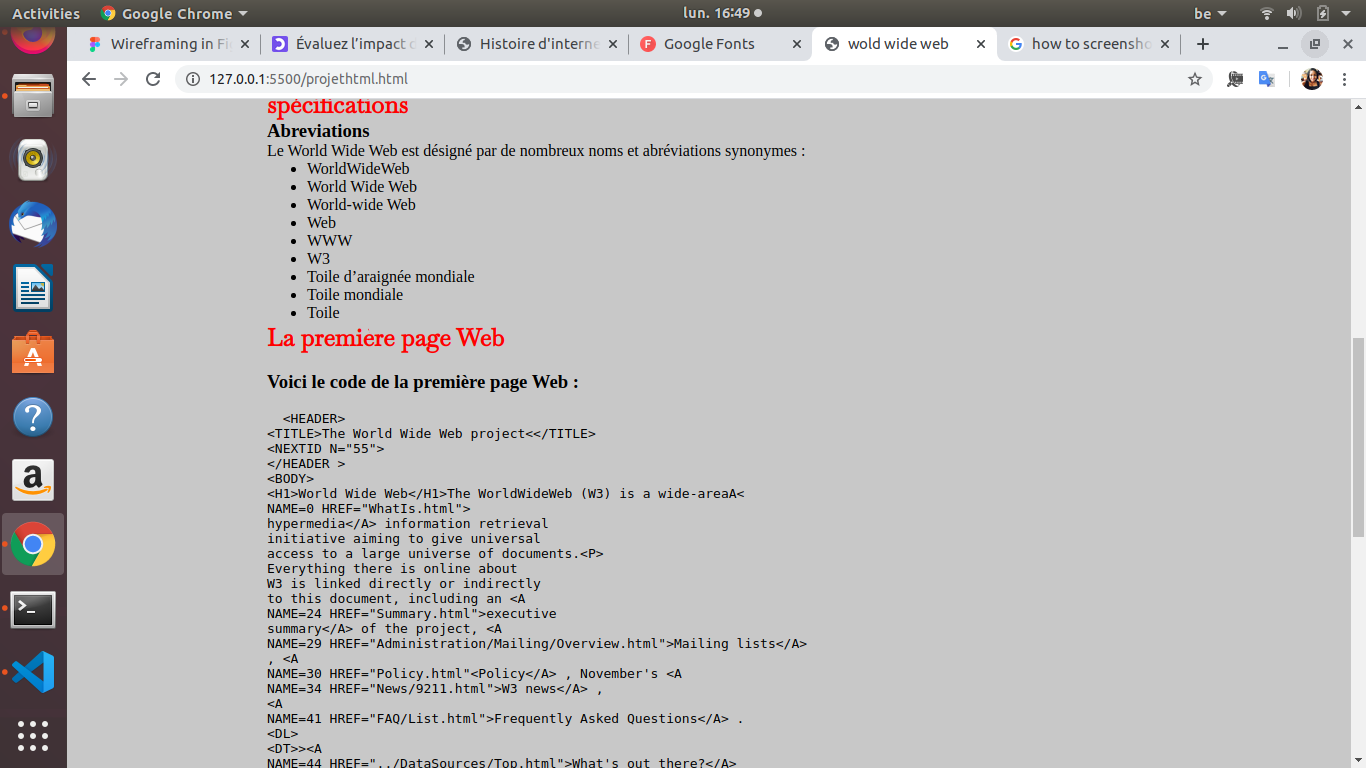 Activities
Google Chrome
lun. 16:49
be
Wireframing in Fi
Évaluez l'impact d
Histoire d'interne
Google Fonts
wold wide web
how to screensho
127.0.0.1:5500/projethtml.html
spécifications
Abreviations
Le World Wide Web est désigné par de nombreux noms et abréviations synonymes :
WorldWideWeb
World Wide Web
World-wide Web
Web
WWW
W3
Toile d’araignée mondiale
Toile mondiale
Toile
La première page Web
Voici le code de la première page Web :
<HEADER>
<TITLE>The World Wide Web project<</TITLE>
<NEXTID N="55">
</HEADER >
<BODY>
<H1>World Wide Web</H1>The WorldWideWeb (W3) is a wide-areaA<
NAME=0 HREF="WhatIs.html">
hypermedia</A> information retrieval
initiative aiming to give universal
access to a large universe of documents.<P>
Everything there is online about
W3 is linked directly or indirectly
to this document, including an <A
NAME=24 HREF="Summary.html">executive
summary</A> of the project, <A
NAME=29 HREF="Administration/Mailing/Overview.html">Mailing lists</A>
, <A
NAME=30 HREF="Policy.html"<Policy</A> , November's <A
NAME=34 HREF="News/9211.html">W3 news</A> ,
<A
NAME=41 HREF="FAQ/List.html">Frequently Asked Questions</A> .
<DL>
<DT>><A
NAME=44 HREF="../DataSources/Top.html">What's out there?</A>